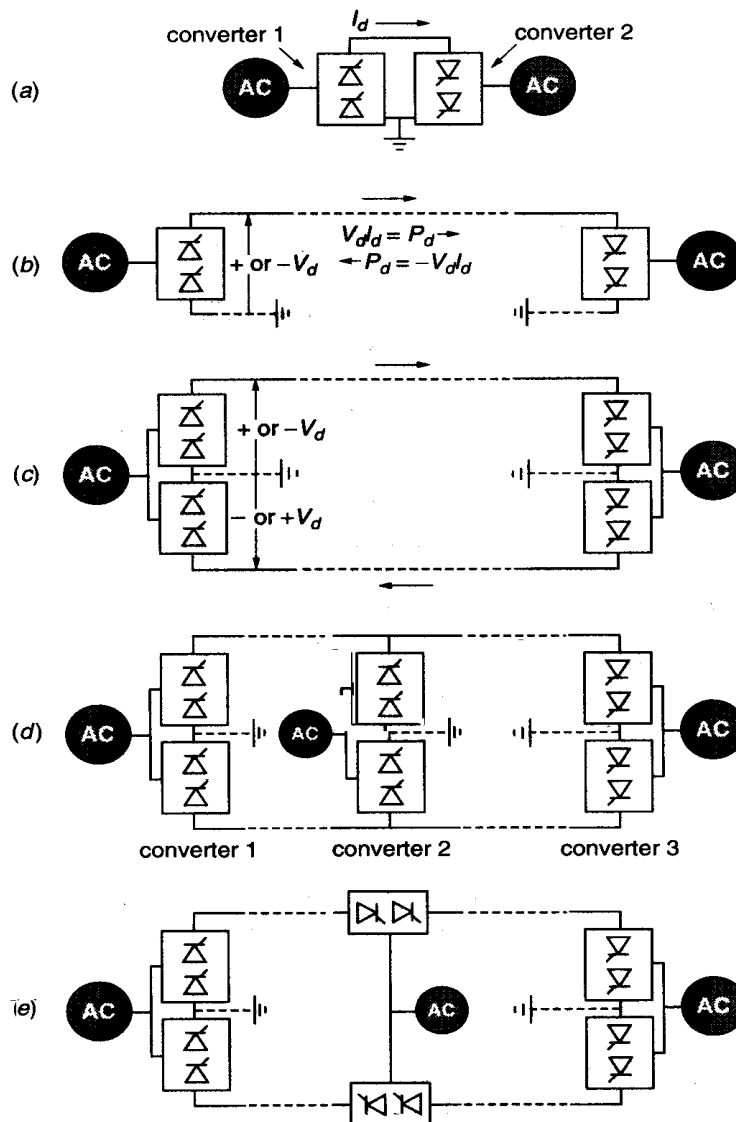 I_d
converter 1
converter 2
(a)
AC
AC
(b)
AC
+ or −V_d
V_dI_d = P_d →
← P_d = −V_dI_d
AC
(c)
AC
+ or −V_d
− or +V_d
AC
(d)
AC
AC
AC
converter 1
converter 2
converter 3
(e)
AC
AC
AC